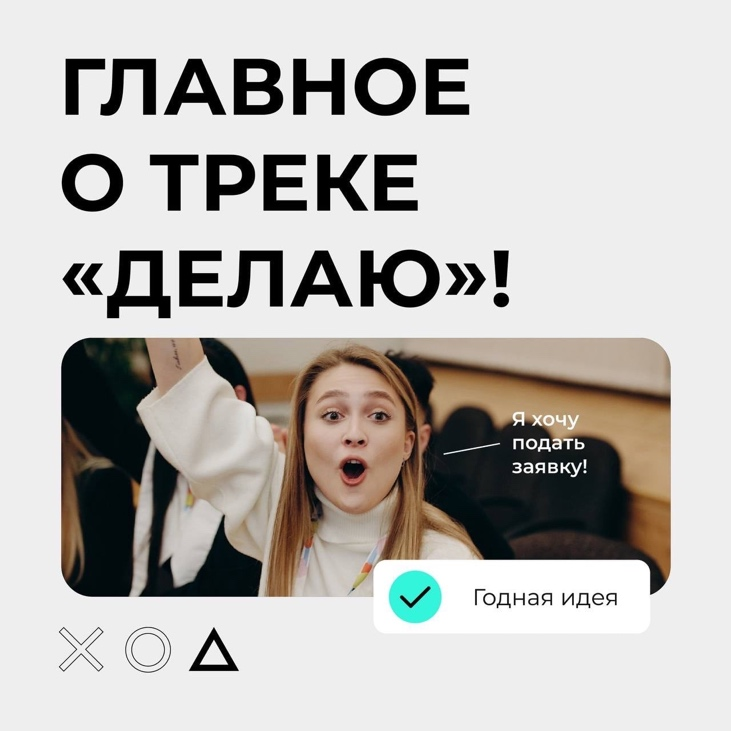 ГЛАВНОЕ
О ТРЕКЕ
«ДЕЛАЮ»!
Я хочу
подать
заявку!
Годная идея